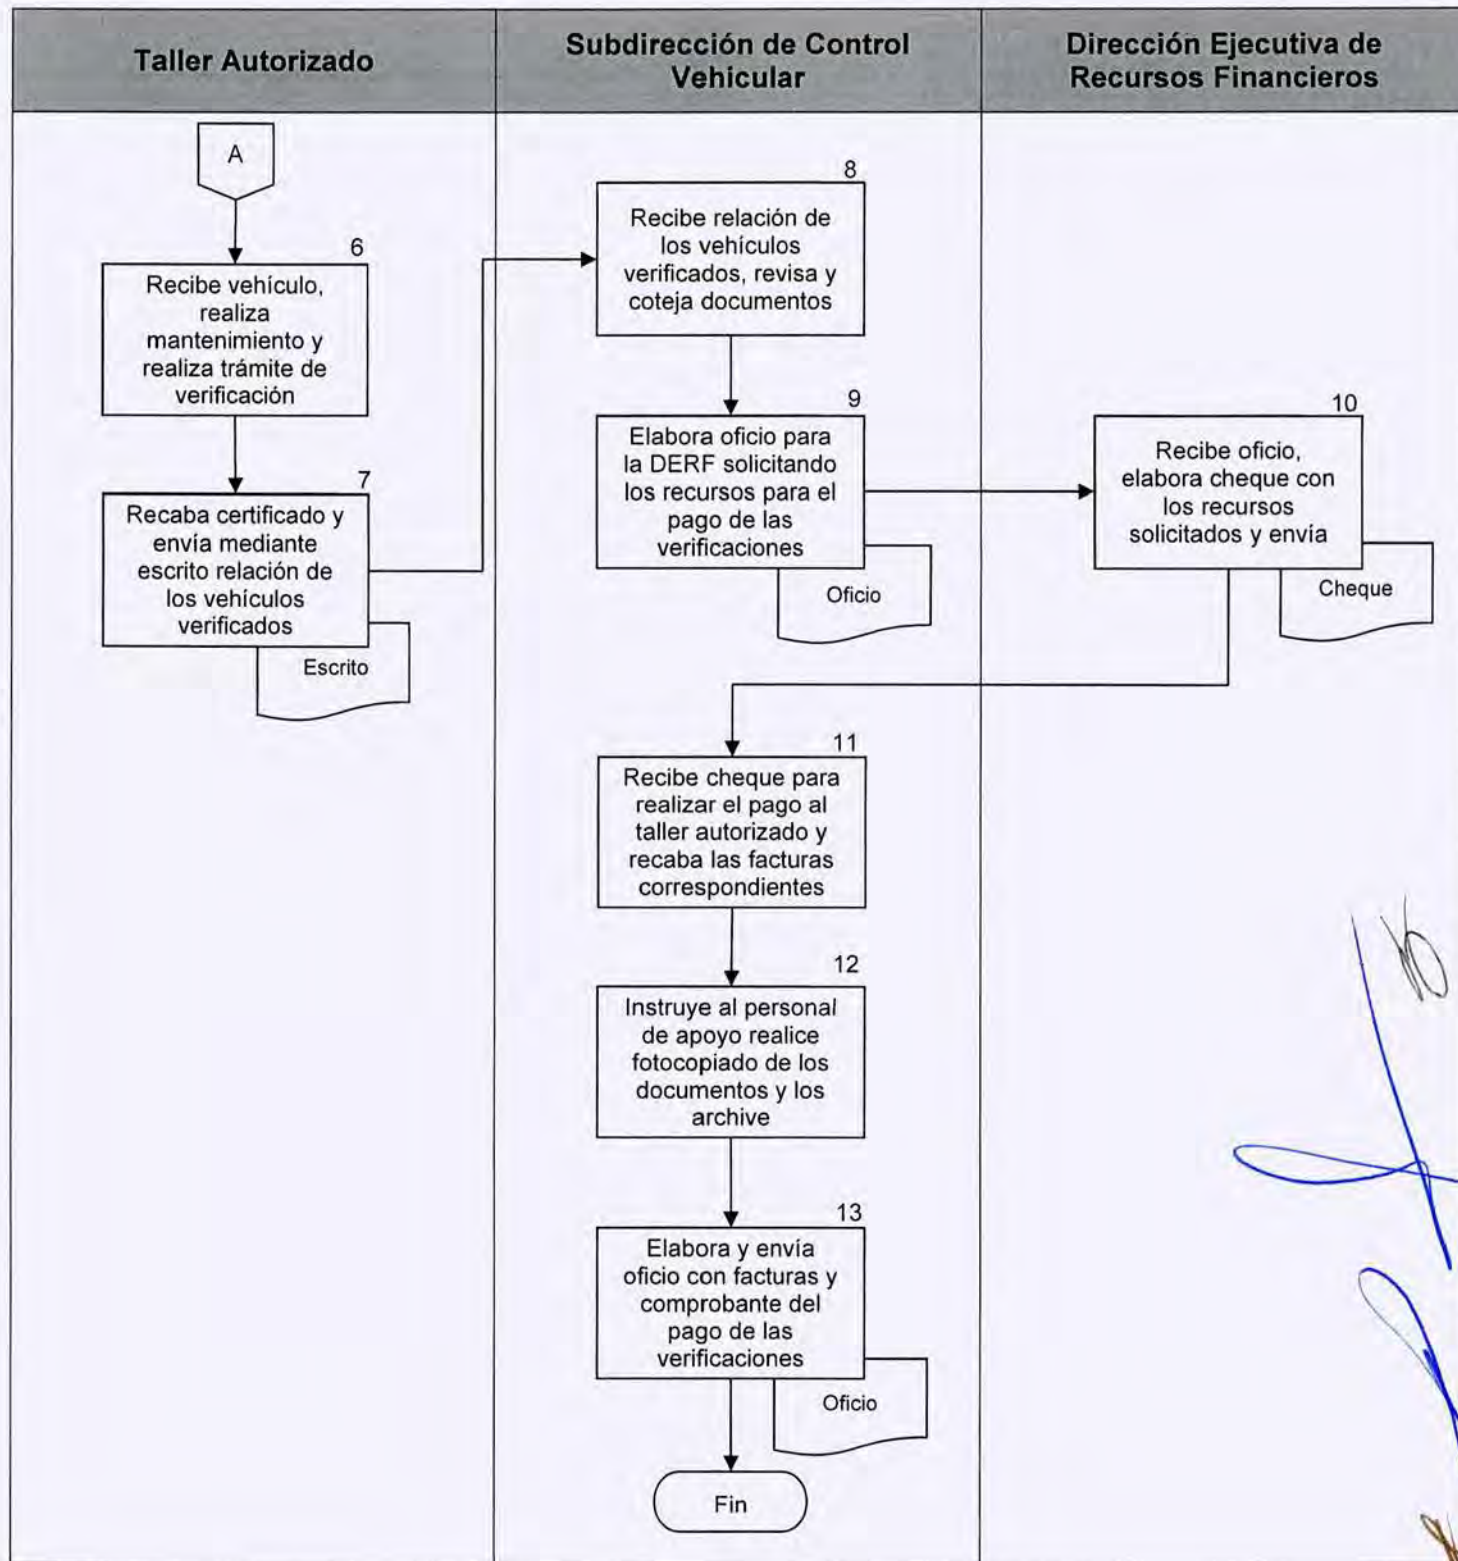 Taller Autorizado
Subdirección de Control
Vehicular
Dirección Ejecutiva de
Recursos Financieros
A
6
Recibe vehículo,
realiza
mantenimiento y
realiza trámite de
verificación
7
Recaba certificado y
envía mediante
escrito relación de
los vehículos
verificados
Escrito
8
Recibe relación de
los vehículos
verificados, revisa y
coteja documentos
9
Elabora oficio para
la DERF solicitando
los recursos para el
pago de las
verificaciones
Oficio
10
Recibe oficio,
elabora cheque con
los recursos
solicitados y envía
Cheque
11
Recibe cheque para
realizar el pago al
taller autorizado y
recaba las facturas
correspondientes
12
Instruye al personal
de apoyo realice
fotocopiado de los
documentos y los
archive
13
Elabora y envía
oficio con facturas y
comprobante del
pago de las
verificaciones
Oficio
Fin